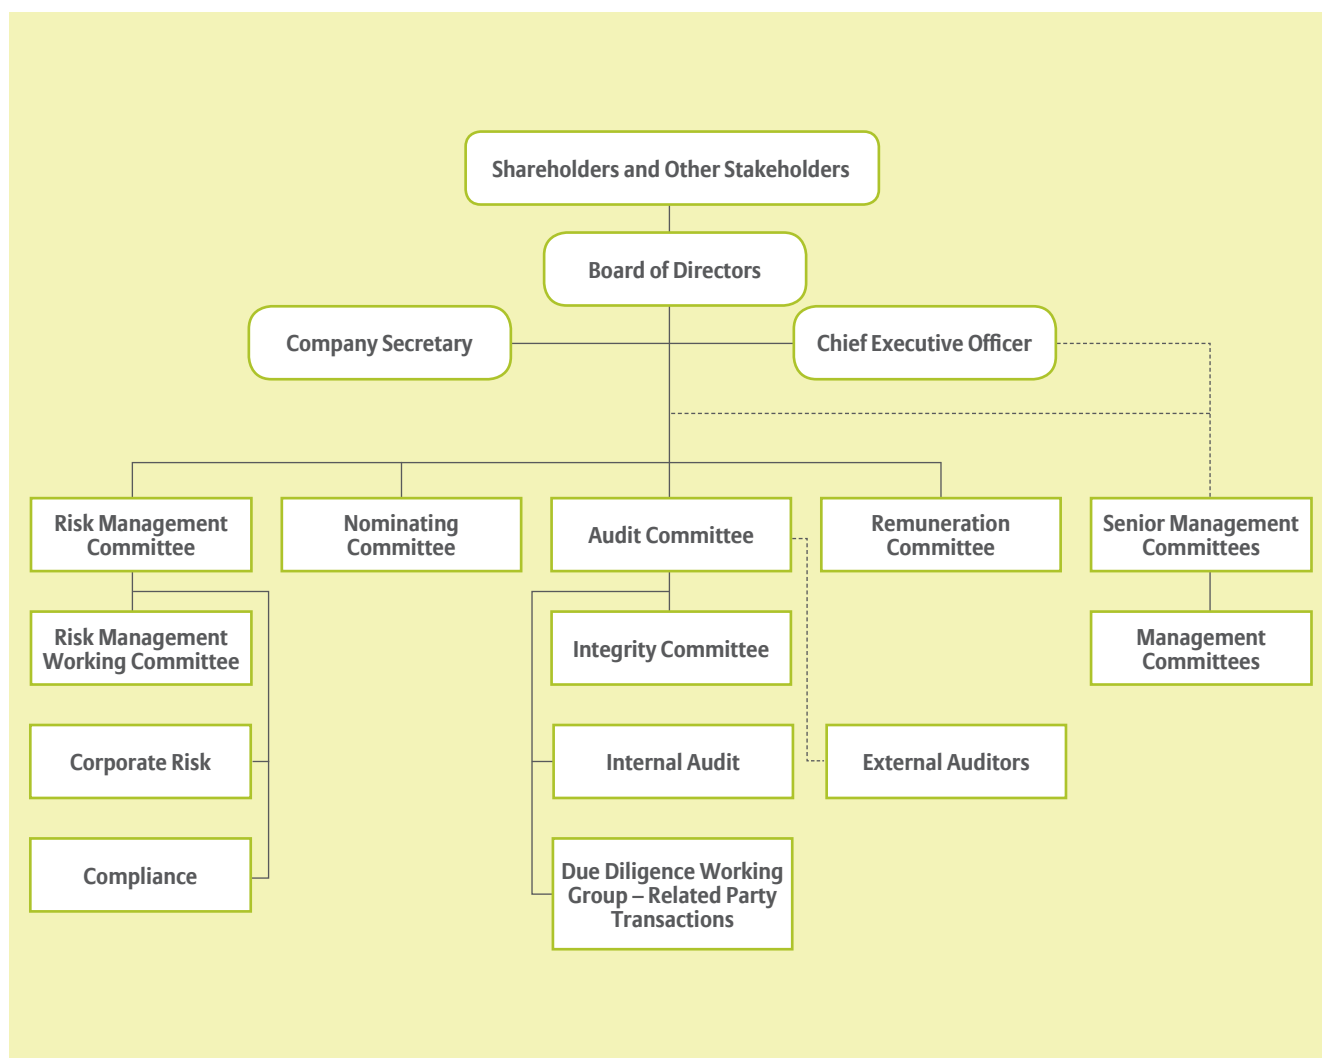 Shareholders and Other Stakeholders
Board of Directors
Company Secretary
Chief Executive Officer
Risk Management
Committee
Nominating
Committee
Audit Committee
Remuneration
Committee
Senior Management
Committees
Risk Management
Working Committee
Integrity Committee
Management
Committees
Corporate Risk
Internal Audit
External Auditors
Compliance
Due Diligence Working
Group – Related Party
Transactions